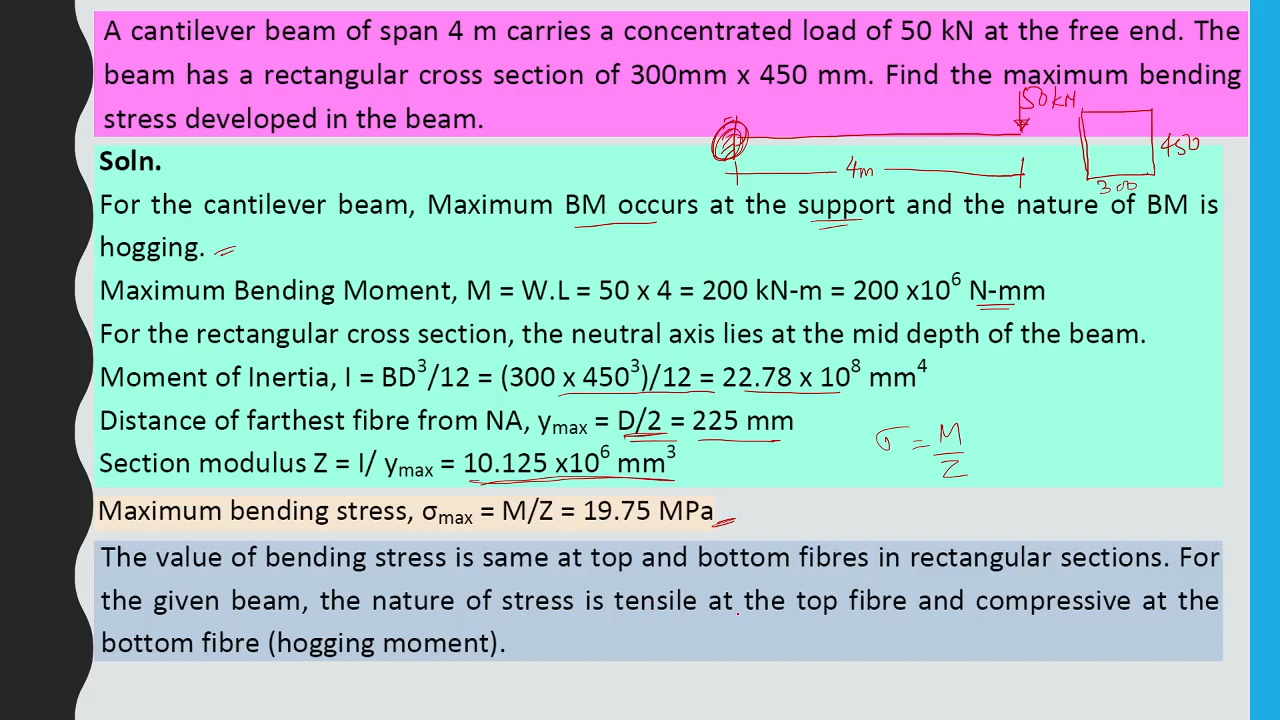 A cantilever beam of span 4 m carries a concentrated load of 50 kN at the free end. The
beam has a rectangular cross section of 300mm x 450 mm. Find the maximum bending
stress developed in the beam.
50 kN
4m
450
300
Soln.
For the cantilever beam, Maximum BM occurs at the support and the nature of BM is
hogging.
Maximum Bending Moment, M = W.L = 50 x 4 = 200 kN-m = 200 x10⁶ N-mm
For the rectangular cross section, the neutral axis lies at the mid depth of the beam.
Moment of Inertia, I = BD³/12 = (300 x 450³)/12 = 22.78 x 10⁸ mm⁴
Distance of farthest fibre from NA, yₘₐₓ = D/2 = 225 mm
Section modulus Z = I/ yₘₐₓ = 10.125 x10⁶ mm³
σ = M/Z
Maximum bending stress, σₘₐₓ = M/Z = 19.75 MPa
The value of bending stress is same at top and bottom fibres in rectangular sections. For
the given beam, the nature of stress is tensile at the top fibre and compressive at the
bottom fibre (hogging moment).